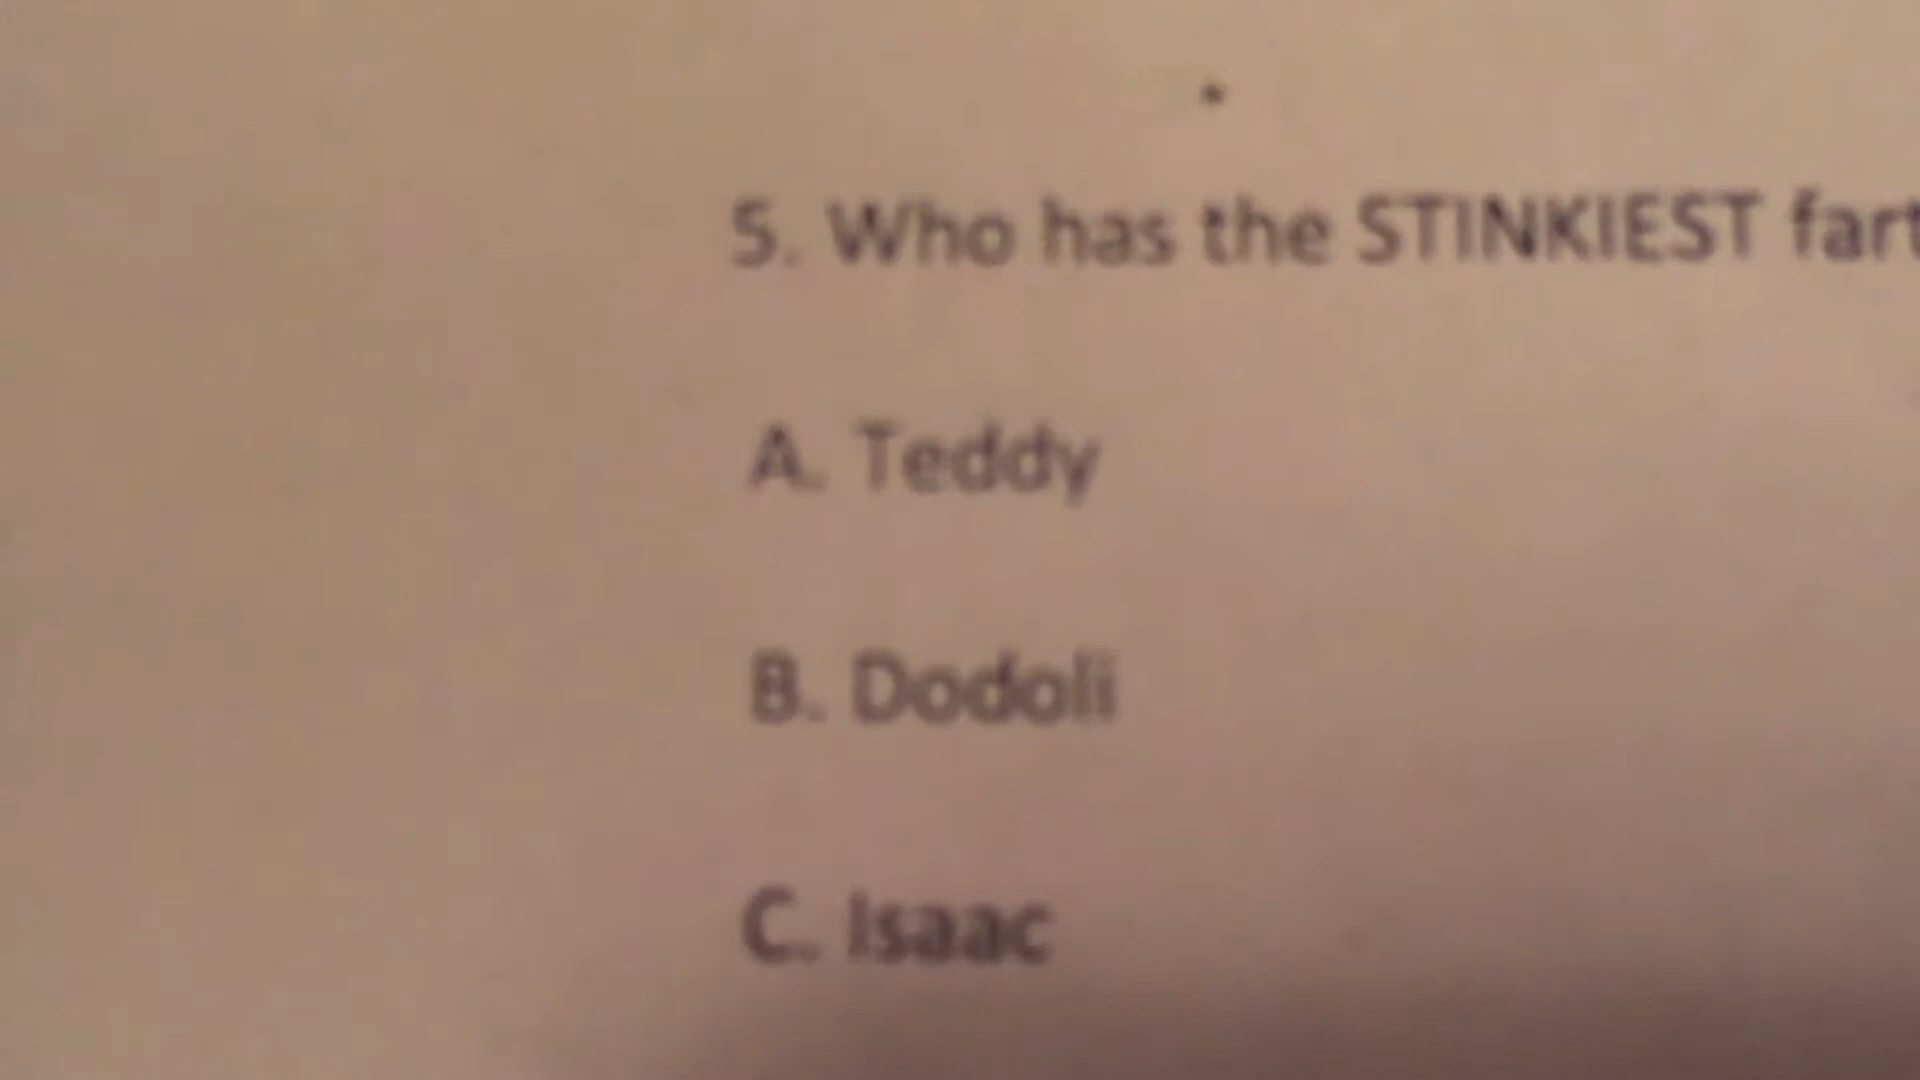 5. Who has the STINKIEST fart
A. Teddy
B. Dodoli
C. Isaac